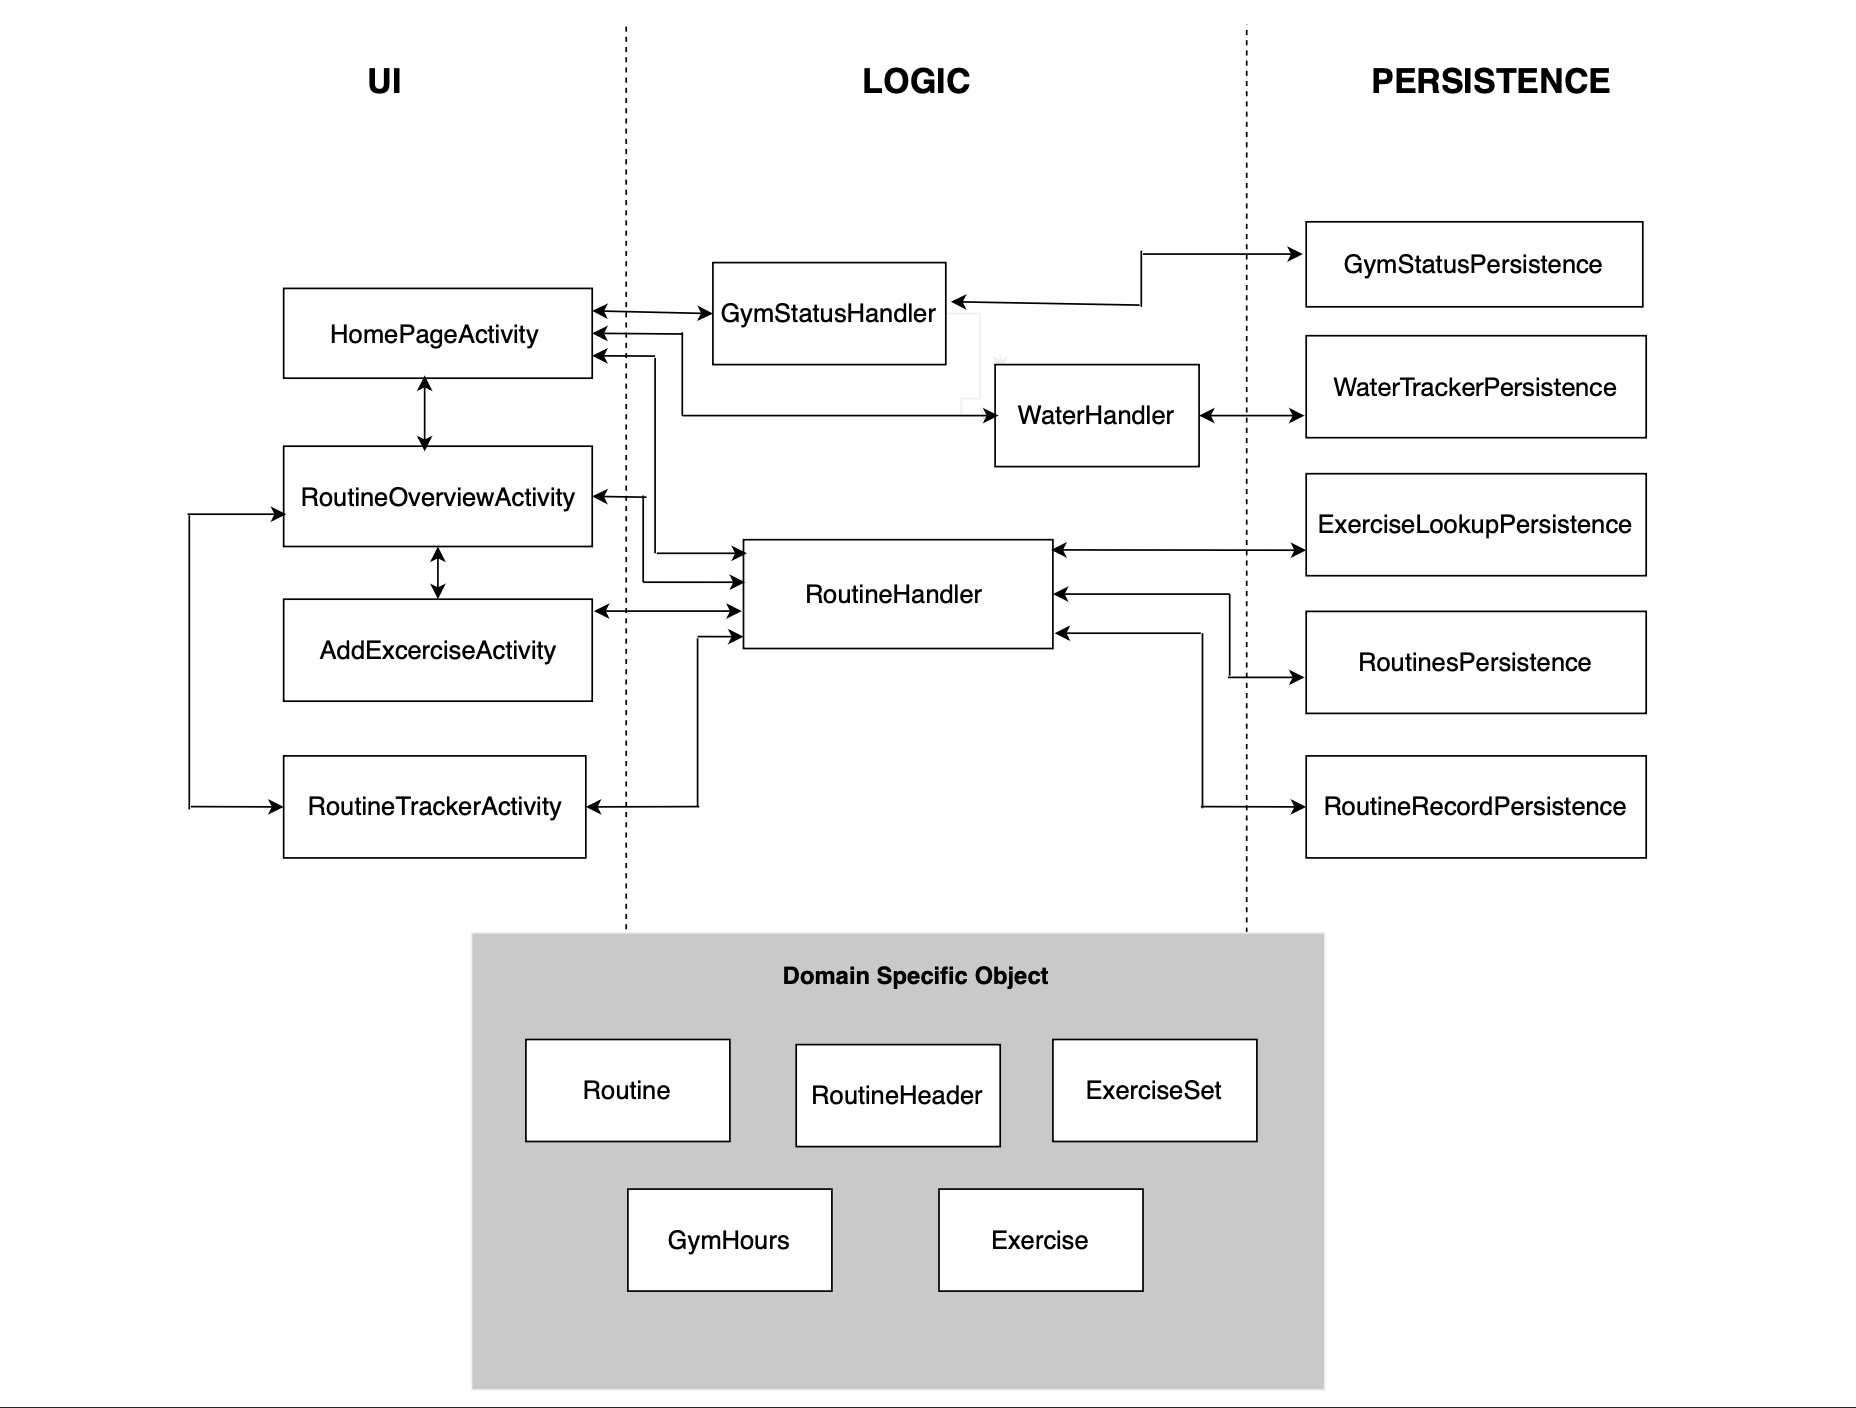 UI
LOGIC
PERSISTENCE
GymStatusPersistence
GymStatusHandler
HomePageActivity
WaterTrackerPersistence
WaterHandler
RoutineOverviewActivity
ExerciseLookupPersistence
RoutineHandler
AddExcerciseActivity
RoutinesPersistence
RoutineTrackerActivity
RoutineRecordPersistence
Domain Specific Object
Routine
RoutineHeader
ExerciseSet
GymHours
Exercise